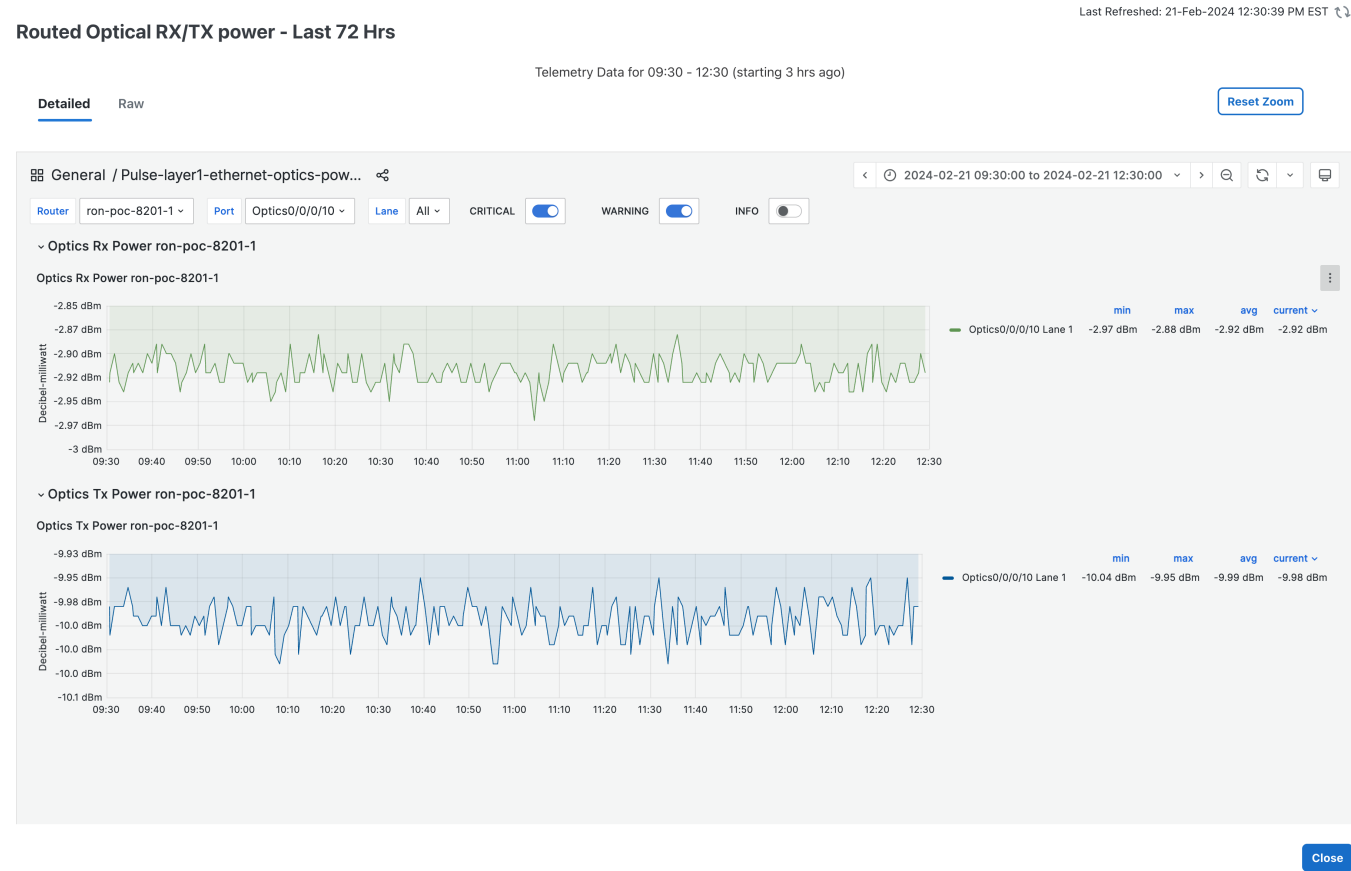 Last Refreshed: 21-Feb-2024 12:30:39 PM EST
Routed Optical RX/TX power - Last 72 Hrs
Telemetry Data for 09:30 - 12:30 (starting 3 hrs ago)
Detailed Raw
Reset Zoom
General / Pulse-layer1-ethernet-optics-pow...
2024-02-21 09:30:00 to 2024-02-21 12:30:00
Router ron-poc-8201-1 Port Optics0/0/0/10 Lane All CRITICAL WARNING INFO
Optics Rx Power ron-poc-8201-1
Optics Rx Power ron-poc-8201-1
Decibel-milliwatt
-2.85 dBm
-2.87 dBm
-2.90 dBm
-2.92 dBm
-2.95 dBm
-2.97 dBm
-3 dBm
09:30 09:40 09:50 10:00 10:10 10:20 10:30 10:40 10:50 11:00 11:10 11:20 11:30 11:40 11:50 12:00 12:10 12:20 12:30
min max avg current
Optics0/0/0/10 Lane 1 -2.97 dBm -2.88 dBm -2.92 dBm -2.92 dBm
Optics Tx Power ron-poc-8201-1
Optics Tx Power ron-poc-8201-1
Decibel-milliwatt
-9.93 dBm
-9.95 dBm
-9.98 dBm
-10.0 dBm
-10.0 dBm
-10.0 dBm
-10.1 dBm
09:30 09:40 09:50 10:00 10:10 10:20 10:30 10:40 10:50 11:00 11:10 11:20 11:30 11:40 11:50 12:00 12:10 12:20 12:30
min max avg current
Optics0/0/0/10 Lane 1 -10.04 dBm -9.95 dBm -9.99 dBm -9.98 dBm
Close